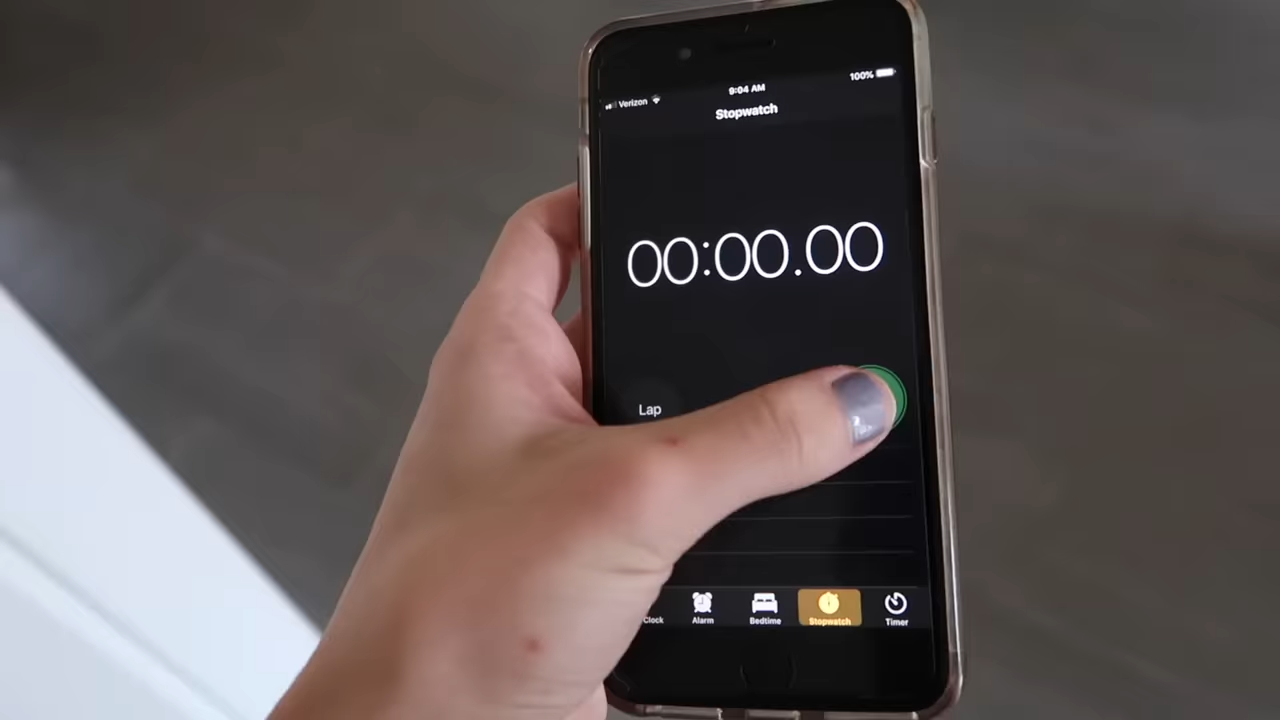 Verizon 9:04 AM 100%
Stopwatch
00:00.00
Lap
Clock Alarm Bedtime Stopwatch Timer